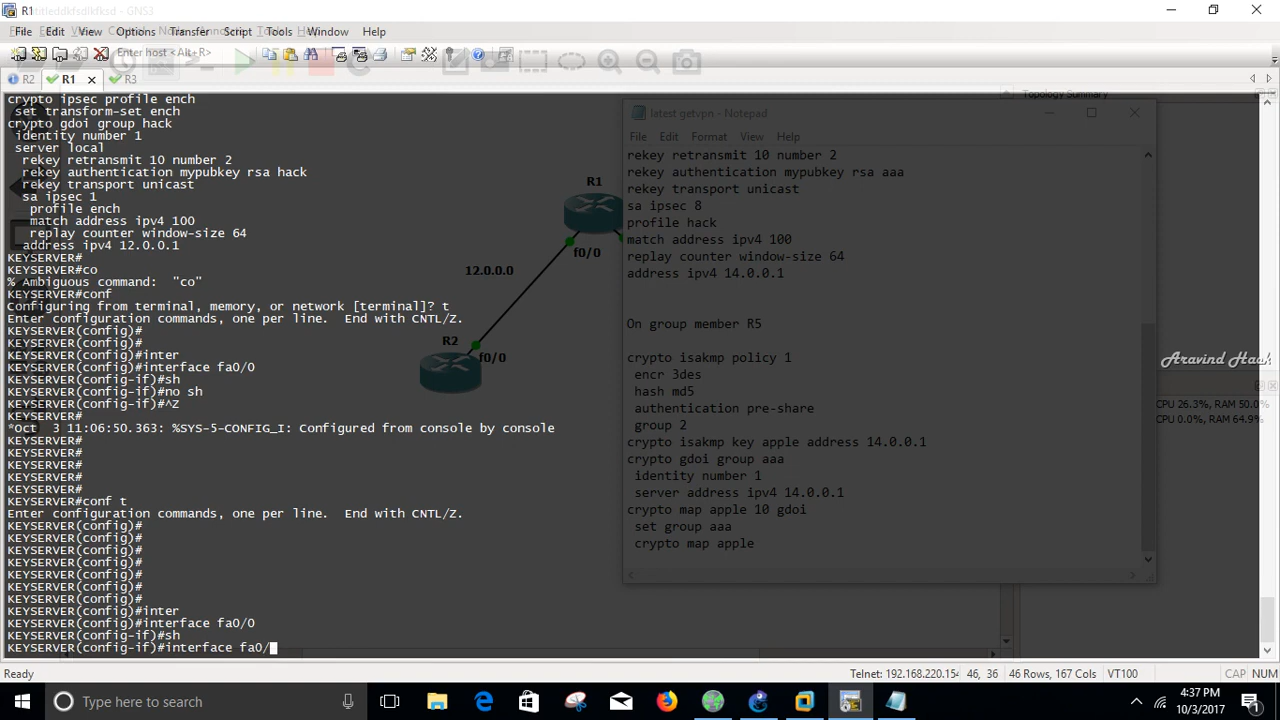 R1
GNS3
File Edit View Options Transfer Script Tools Window Help
Enter host <Alt+R>
R2 R1 R3
crypto ipsec profile ench
set transform-set ench
crypto gdoi group hack
identity number 1
server local
rekey retransmit 10 number 2
rekey authentication mypubkey rsa hack
rekey transport unicast
sa ipsec 1
profile ench
match address ipv4 100
replay counter window-size 64
address ipv4 12.0.0.1
KEYSERVER#
KEYSERVER#co
% Ambiguous command:  "co"
KEYSERVER#conf
Configuring from terminal, memory, or network [terminal]? t
Enter configuration commands, one per line.  End with CNTL/Z.
KEYSERVER(config)#
KEYSERVER(config)#
KEYSERVER(config)#inter
KEYSERVER(config)#interface fa0/0
KEYSERVER(config-if)#sh
KEYSERVER(config-if)#no sh
KEYSERVER(config-if)#^Z
KEYSERVER#
*Oct  3 11:06:50.363: %SYS-5-CONFIG_I: Configured from console by console
KEYSERVER#
KEYSERVER#
KEYSERVER#
KEYSERVER#
KEYSERVER#
KEYSERVER#conf t
Enter configuration commands, one per line.  End with CNTL/Z.
KEYSERVER(config)#
KEYSERVER(config)#
KEYSERVER(config)#
KEYSERVER(config)#
KEYSERVER(config)#
KEYSERVER(config)#
KEYSERVER(config)#
KEYSERVER(config)#inter
KEYSERVER(config)#interface fa0/0
KEYSERVER(config-if)#sh
KEYSERVER(config-if)#interface fa0/
R1
f0/0
12.0.0.0
R2
f0/0
Topology Summary
latest getvpn - Notepad
File Edit Format View Help
rekey retransmit 10 number 2
rekey authentication mypubkey rsa aaa
rekey transport unicast
sa ipsec 8
profile hack
match address ipv4 100
replay counter window-size 64
address ipv4 14.0.0.1
On group member R5
crypto isakmp policy 1
encr 3des
hash md5
authentication pre-share
group 2
crypto isakmp key apple address 14.0.0.1
crypto gdoi group aaa
identity number 1
server address ipv4 14.0.0.1
crypto map apple 10 gdoi
set group aaa
crypto map apple
Aravind Haak
CPU 26.3%, RAM 50.0%
CPU 0.0%, RAM 64.9%
Ready Telnet: 192.168.220.154 46, 36 46 Rows, 167 Cols VT100 CAP NUM
Type here to search
4:37 PM
10/3/2017